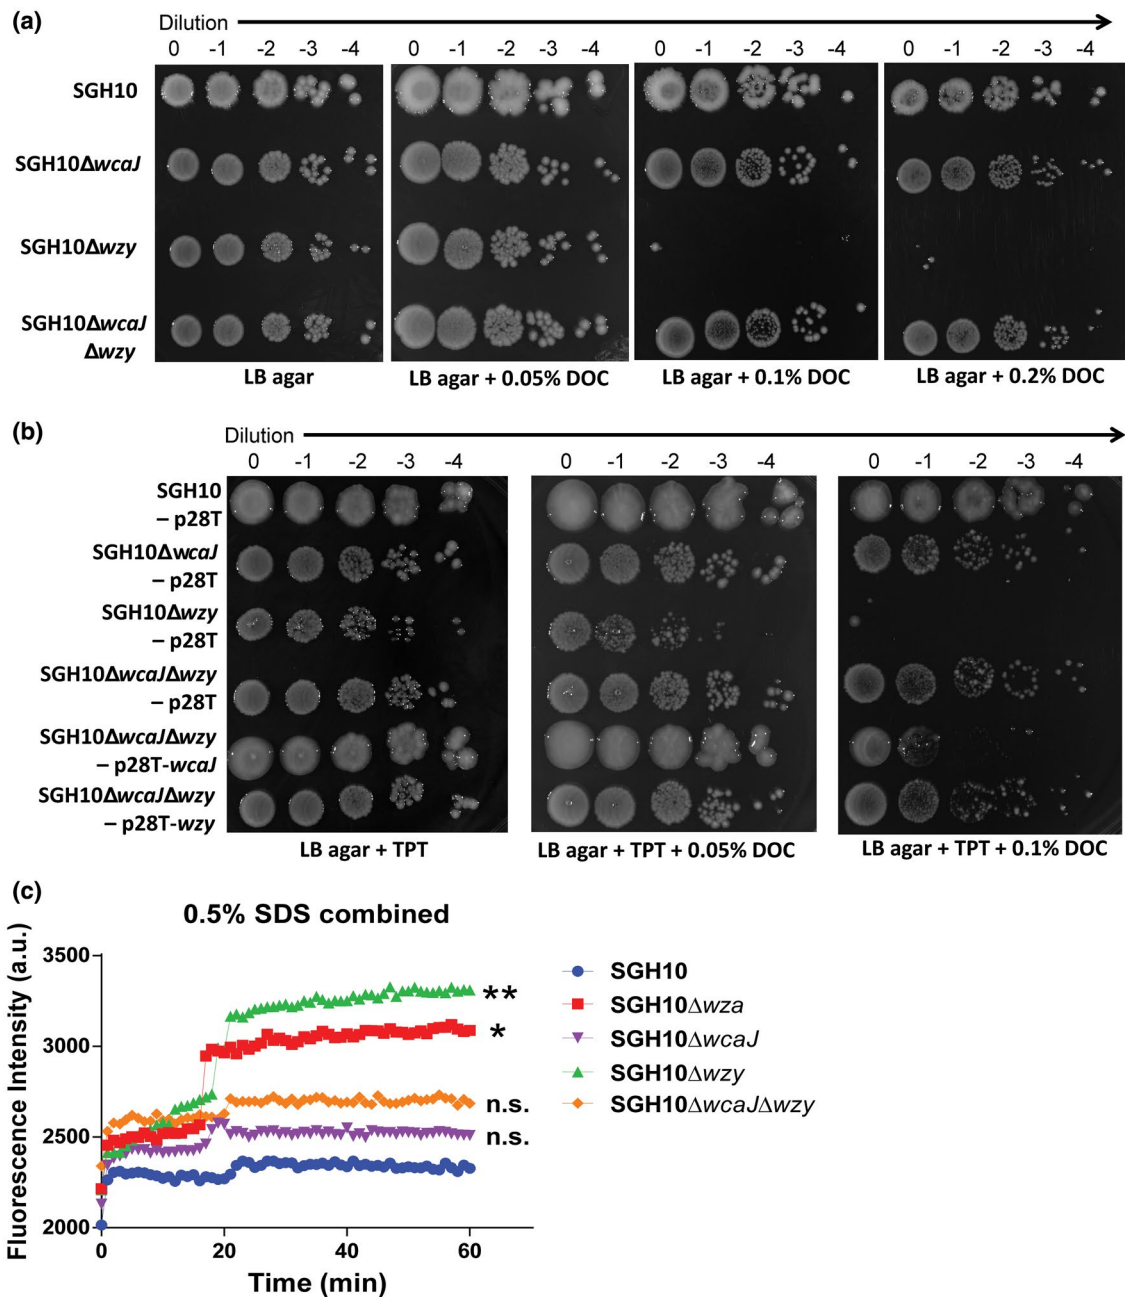 (a)
Dilution
0 -1 -2 -3 -4 0 -1 -2 -3 -4 0 -1 -2 -3 -4 0 -1 -2 -3 -4
SGH10
SGH10ΔwcaJ
SGH10Δwzy
SGH10ΔwcaJ
Δwzy
LB agar LB agar + 0.05% DOC LB agar + 0.1% DOC LB agar + 0.2% DOC
(b)
Dilution
0 -1 -2 -3 -4 0 -1 -2 -3 -4 0 -1 -2 -3 -4
SGH10
– p28T
SGH10ΔwcaJ
– p28T
SGH10Δwzy
– p28T
SGH10ΔwcaJΔwzy
– p28T
SGH10ΔwcaJΔwzy
– p28T-wcaJ
SGH10ΔwcaJΔwzy
– p28T-wzy
LB agar + TPT LB agar + TPT + 0.05% DOC LB agar + TPT + 0.1% DOC
(c)
0.5% SDS combined
Fluorescence Intensity (a.u.)
3500
3000
2500
2000
0 20 40 60
Time (min)
**
*
n.s.
n.s.
SGH10
SGH10Δwza
SGH10ΔwcaJ
SGH10Δwzy
SGH10ΔwcaJΔwzy